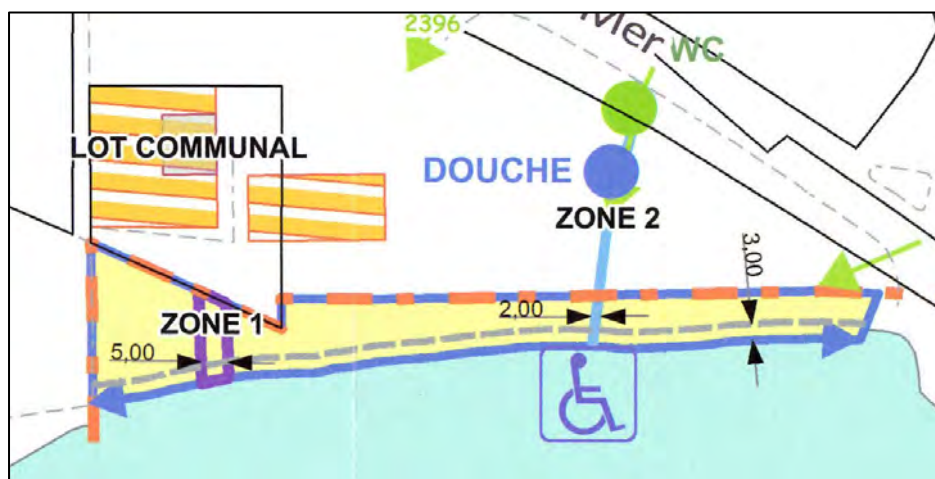 2396
Mer
WC
LOT COMMUNAL
DOUCHE
ZONE 2
3,00
ZONE 1
2,00
5,00